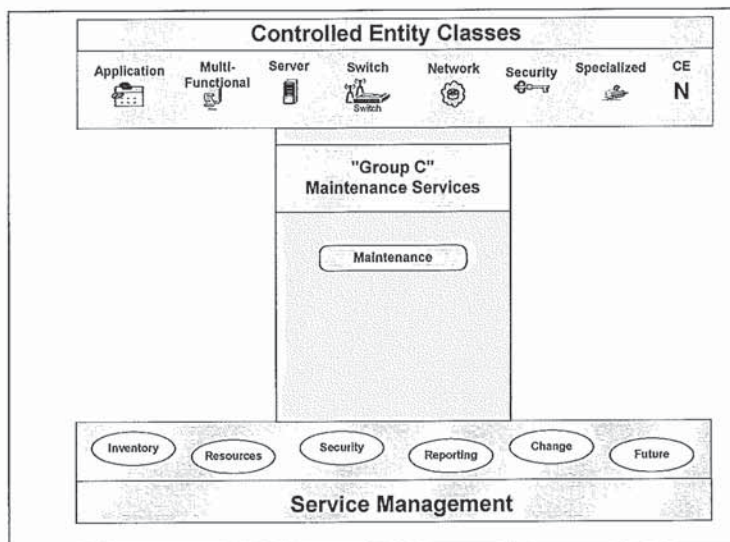 Controlled Entity Classes
Application
Multi-
Functional
Server
Switch
Switch
Network
Security
Specialized
CE
N
"Group C"
Maintenance Services
Maintenance
Inventory
Resources
Security
Reporting
Change
Future
Service Management